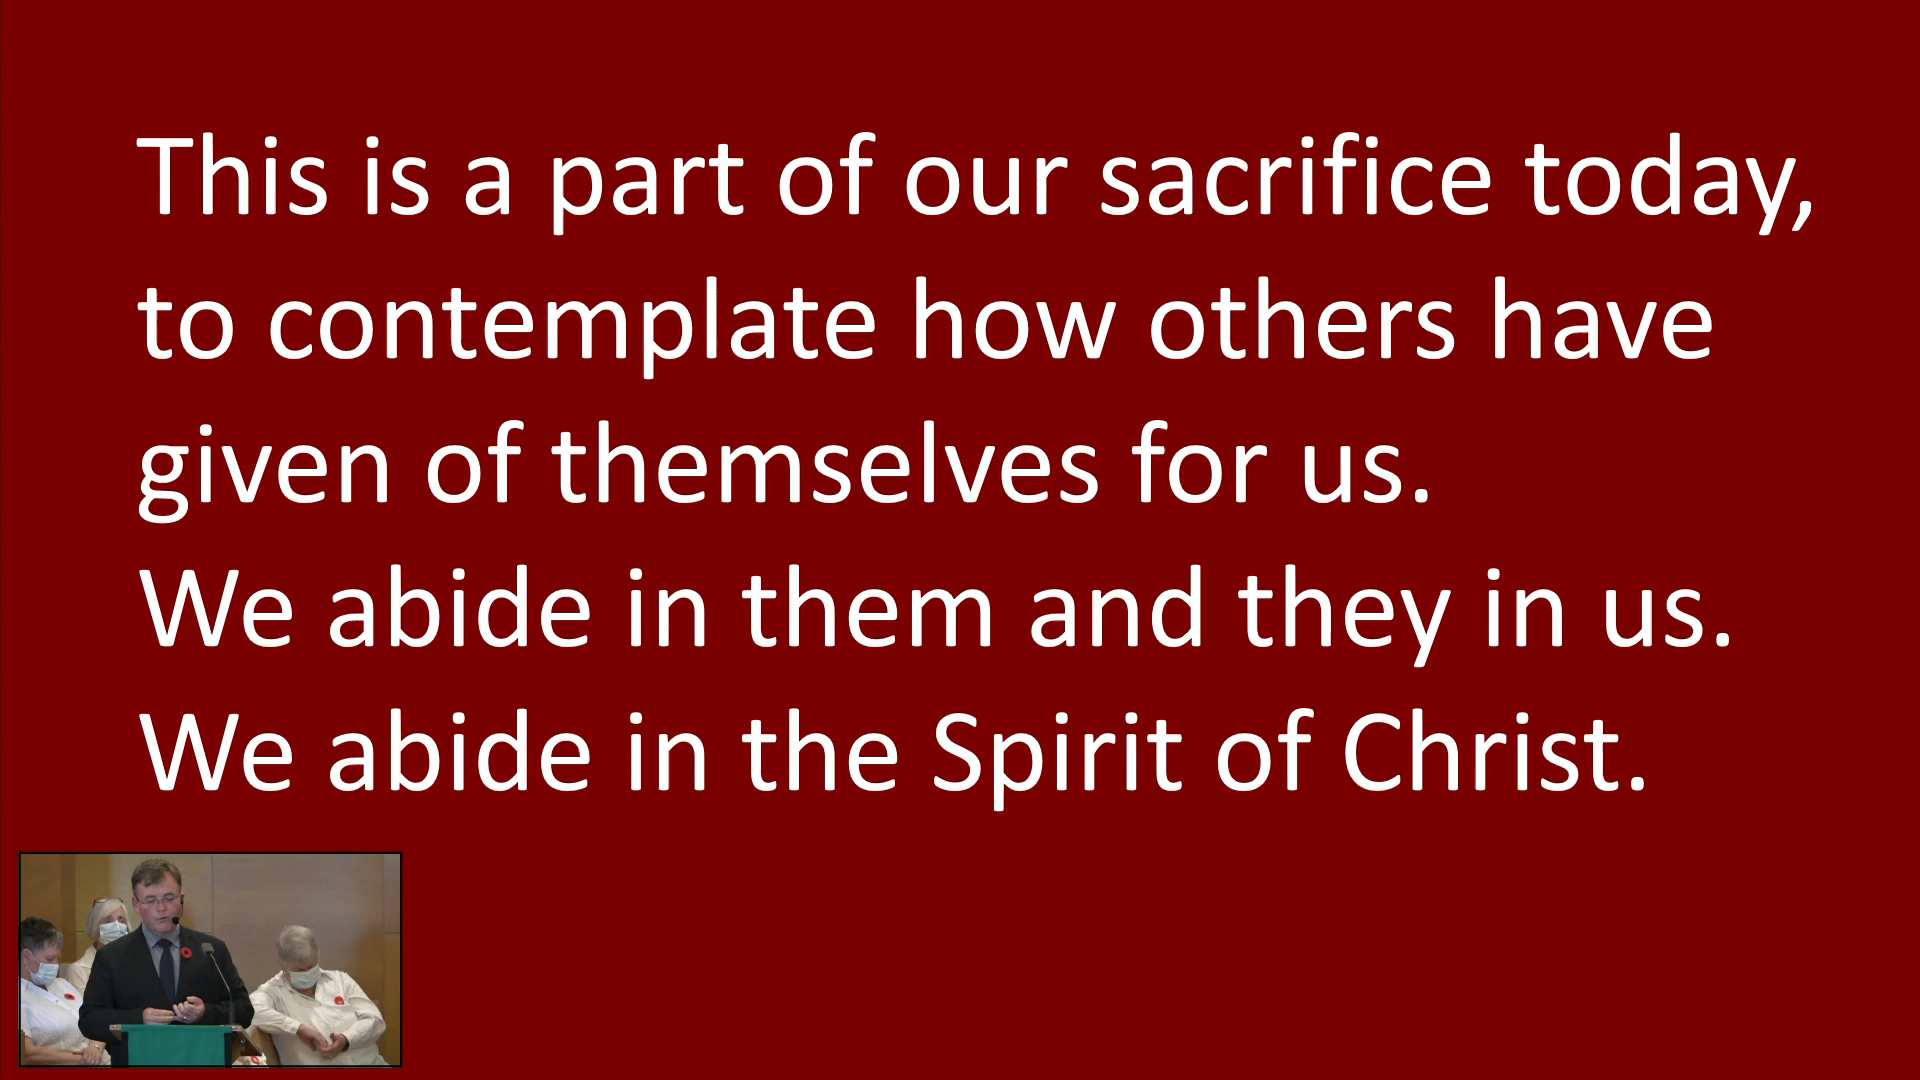 This is a part of our sacrifice today,
to contemplate how others have
given of themselves for us.
We abide in them and they in us.
We abide in the Spirit of Christ.